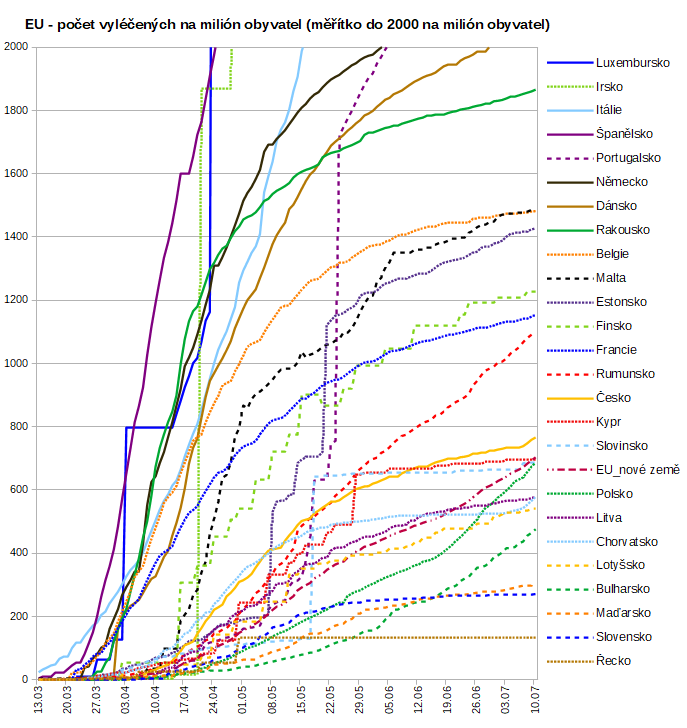 EU - počet vyléčených na milión obyvatel (měřítko do 2000 na milión obyvatel)
2000
1800
1600
1400
1200
1000
800
600
400
200
0
13.03
20.03
27.03
03.04
10.04
17.04
24.04
01.05
08.05
15.05
22.05
29.05
05.06
12.06
19.06
26.06
03.07
10.07
Luxembursko
Irsko
Itálie
Španělsko
Portugalsko
Německo
Dánsko
Rakousko
Belgie
Malta
Estonsko
Finsko
Francie
Rumunsko
Česko
Kypr
Slovinsko
EU_nové země
Polsko
Litva
Chorvatsko
Lotyšsko
Bulharsko
Maďarsko
Slovensko
Řecko